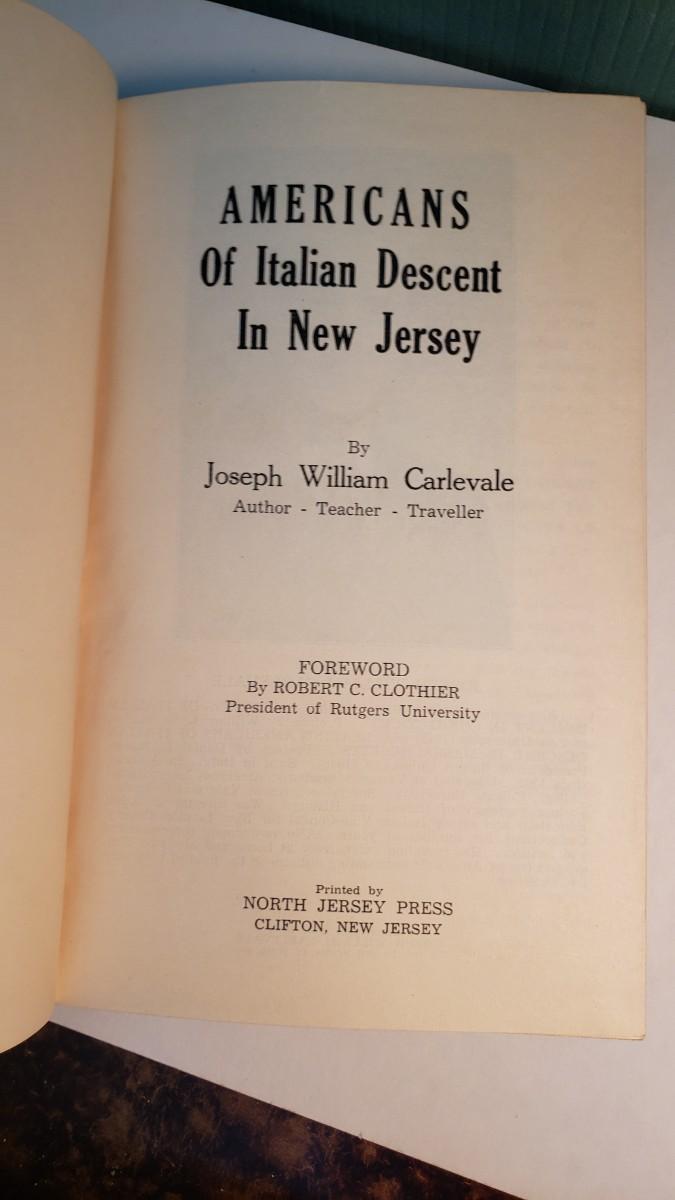 AMERICANS
Of Italian Descent
In New Jersey
By
Joseph William Carlevale
Author - Teacher - Traveller
FOREWORD
By ROBERT C. CLOTHIER
President of Rutgers University
Printed by
NORTH JERSEY PRESS
CLIFTON, NEW JERSEY